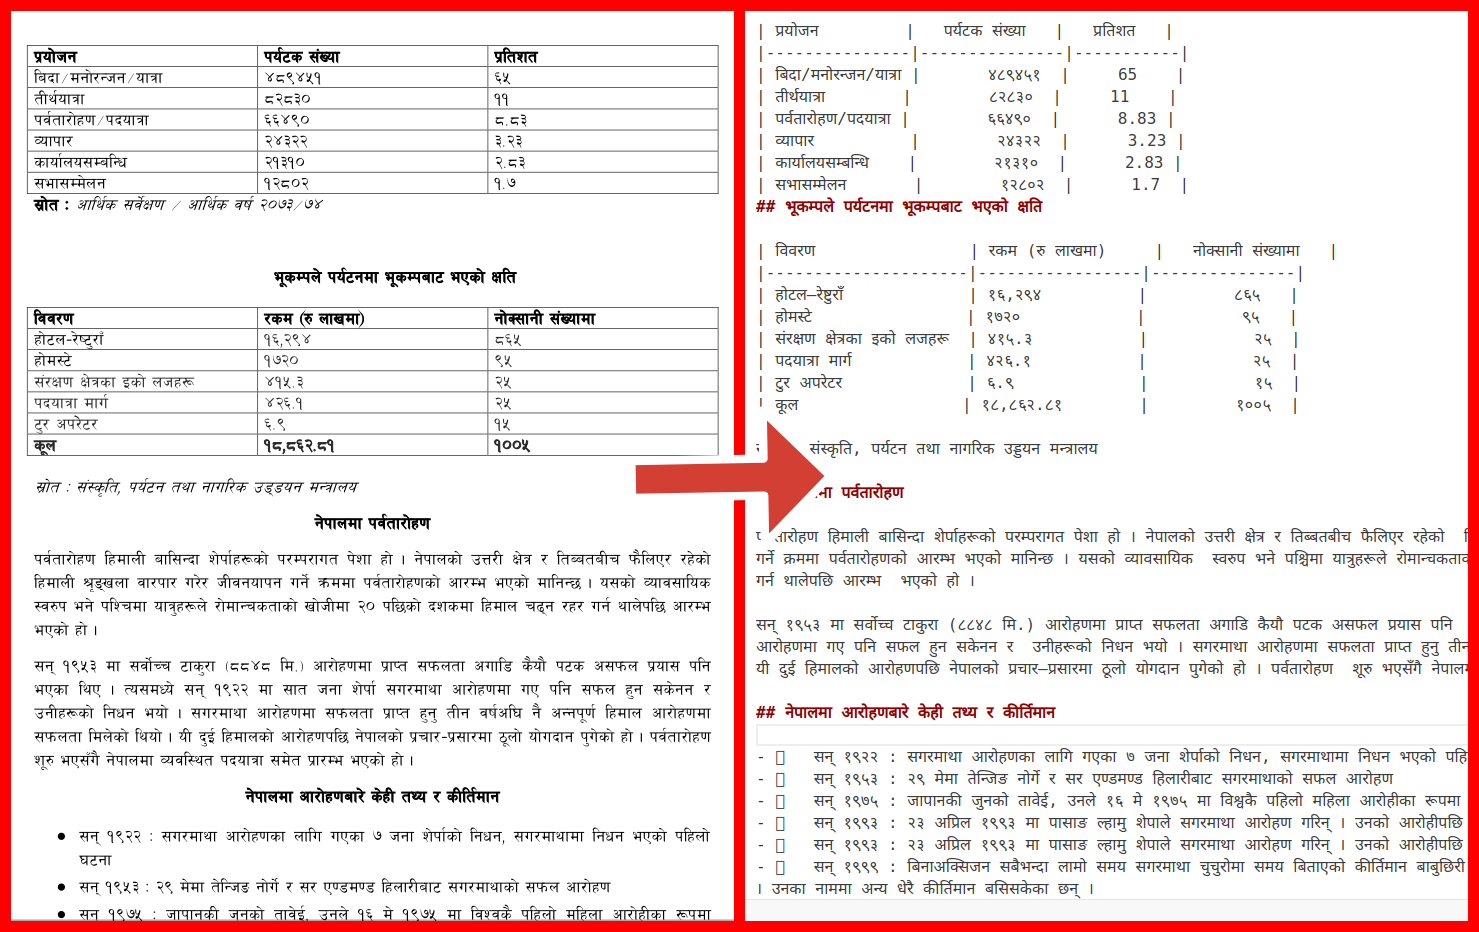 प्रयोजन पर्यटक संख्या प्रतिशत
बिदा/मनोरन्जन/यात्रा ४८९४५१ ६५
तीर्थयात्रा ८२८३० ११
पर्वतारोहण/पदयात्रा ६६४९० ८.८३
व्यापार २४३२२ ३.२३
कार्यालयसम्बन्धि २१३१० २.८३
सभासम्मेलन १२८०२ १.७
स्रोत : आर्थिक सर्वेक्षण / आर्थिक वर्ष २०७३/७४
भूकम्पले पर्यटनमा भूकम्पबाट भएको क्षति
विवरण रकम (रु लाखमा) नोक्सानी संख्यामा
होटल-रेष्टुराँ १६,२९४ ८६५
होमस्टे १७२० ९५
संरक्षण क्षेत्रका इको लजहरू ४१५.३ २५
पदयात्रा मार्ग ४२६.१ २५
टुर अपरेटर ६.९ १५
कूल १८,८६२.८१ १००५
स्रोत : संस्कृति, पर्यटन तथा नागरिक उड्डयन मन्त्रालय
नेपालमा पर्वतारोहण
पर्वतारोहण हिमाली बासिन्दा शेर्पाहरूको परम्परागत पेशा हो । नेपालको उत्तरी क्षेत्र र तिब्बतबीच फैलिएर रहेको
हिमाली श्रृङ्खला वारपार गरेर जीवनयापन गर्ने क्रममा पर्वतारोहणको आरम्भ भएको मानिन्छ । यसको व्यावसायिक
स्वरुप भने पश्चिमा यात्रुहरूले रोमान्चकताको खोजीमा २० पछिको दशकमा हिमाल चढ्न रहर गर्न थालेपछि आरम्भ
भएको हो ।
सन् १९५३ मा सर्वोच्च टाकुरा (८८४८ मि.) आरोहणमा प्राप्त सफलता अगाडि कैयौ पटक असफल प्रयास पनि
भएका थिए । त्यसमध्ये सन् १९२२ मा सात जना शेर्पा सगरमाथा आरोहणमा गए पनि सफल हुन सकेनन र
उनीहरूको निधन भयो । सगरमाथा आरोहणमा सफलता प्राप्त हुनु तीन वर्षअघि नै अन्नपूर्ण हिमाल आरोहणमा
सफलता मिलेको थियो । यी दुई हिमालको आरोहणपछि नेपालको प्रचार-प्रसारमा ठूलो योगदान पुगेको हो । पर्वतारोहण
शूरु भएसँगै नेपालमा व्यवस्थित पदयात्रा समेत प्रारम्भ भएको हो ।
नेपालमा आरोहणबारे केही तथ्य र कीर्तिमान
● सन् १९२२ : सगरमाथा आरोहणका लागि गएका ७ जना शेर्पाको निधन, सगरमाथामा निधन भएको पहिलो
घटना
● सन् १९५३ : २९ मेमा तेन्जिङ नोर्गे र सर एण्डमण्ड हिलारीबाट सगरमाथाको सफल आरोहण
● सन् १९७५ : जापानकी जुनको तावेई, उनले १६ मे १९७५ मा विश्वकै पहिलो महिला आरोहीका रूपमा
| प्रयोजन | पर्यटक संख्या | प्रतिशत |
|---------------|---------------|-----------|
| बिदा/मनोरन्जन/यात्रा | ४८९४५१ | 65 |
| तीर्थयात्रा | ८२८३० | 11 |
| पर्वतारोहण/पदयात्रा | ६६४९० | 8.83 |
| व्यापार | २४३२२ | 3.23 |
| कार्यालयसम्बन्धि | २१३१० | 2.83 |
| सभासम्मेलन | १२८०२ | 1.7 |
## भूकम्पले पर्यटनमा भूकम्पबाट भएको क्षति
| विवरण | रकम (रु लाखमा) | नोक्सानी संख्यामा |
|---------------------|-----------------|---------------|
| होटल–रेष्टुराँ | १६,२९४ | ८६५ |
| होमस्टे | १७२० | ९५ |
| संरक्षण क्षेत्रका इको लजहरू | ४१५.३ | २५ |
| पदयात्रा मार्ग | ४२६.१ | २५ |
| टुर अपरेटर | ६.९ | १५ |
| कूल | १८,८६२.८१ | १००५ |
संस्कृति, पर्यटन तथा नागरिक उड्डयन मन्त्रालय
पर्वतारोहण
हिमाली बासिन्दा शेर्पाहरूको परम्परागत पेशा हो । नेपालको उत्तरी क्षेत्र र तिब्बतबीच फैलिएर रहेको
गर्ने क्रममा पर्वतारोहणको आरम्भ भएको मानिन्छ । यसको व्यावसायिक स्वरुप भने पश्चिमा यात्रुहरूले
गर्न थालेपछि आरम्भ भएको हो ।
सन् १९५३ मा सर्वोच्च टाकुरा (८८४८ मि.) आरोहणमा प्राप्त सफलता अगाडि कैयौ पटक असफल प्रयास पनि
आरोहणमा गए पनि सफल हुन सकेनन र उनीहरूको निधन भयो । सगरमाथा आरोहणमा सफलता प्राप्त हुनु तीन
यी दुई हिमालको आरोहणपछि नेपालको प्रचार–प्रसारमा ठूलो योगदान पुगेको हो । पर्वतारोहण शूरु भएसँगै
## नेपालमा आरोहणबारे केही तथ्य र कीर्तिमान
- सन् १९२२ : सगरमाथा आरोहणका लागि गएका ७ जना शेर्पाको निधन, सगरमाथामा निधन भएको
- सन् १९५३ : २९ मेमा तेन्जिङ नोर्गे र सर एण्डमण्ड हिलारीबाट सगरमाथाको सफल आरोहण
- सन् १९७५ : जापानकी जुनको तावेई, उनले १६ मे १९७५ मा विश्वकै पहिलो महिला आरोहीका रूपमा
- सन् १९९३ : २३ अप्रिल १९९३ मा पासाङ ल्हामु शेपाले सगरमाथा आरोहण गरिन् । उनको आरोहीपछि
- सन् १९९३ : २३ अप्रिल १९९३ मा पासाङ ल्हामु शेपाले सगरमाथा आरोहण गरिन् । उनको आरोहीपछि
- सन् १९९९ : बिनाअक्सिजन सबैभन्दा लामो समय सगरमाथा चुचुरोमा समय बिताएको कीर्तिमान बाबुछिरी
। उनका नाममा अन्य धेरै कीर्तिमान बसिसकेका छन् ।